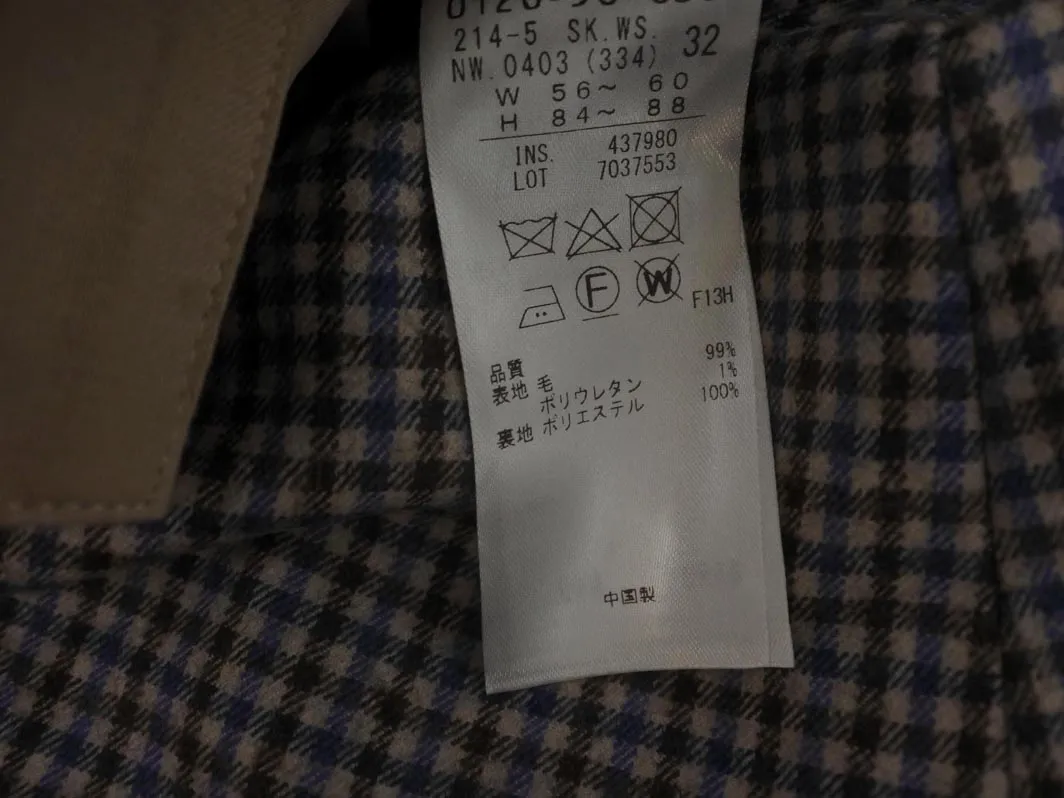 214-5 SK.WS. 32
NW.0403 (334)
W 56～ 60
H 84～ 88
INS. 437980
LOT 7037553
F W F13H
品質
表地 毛 99%
ポリウレタン 1%
裏地 ポリエステル 100%
中国製